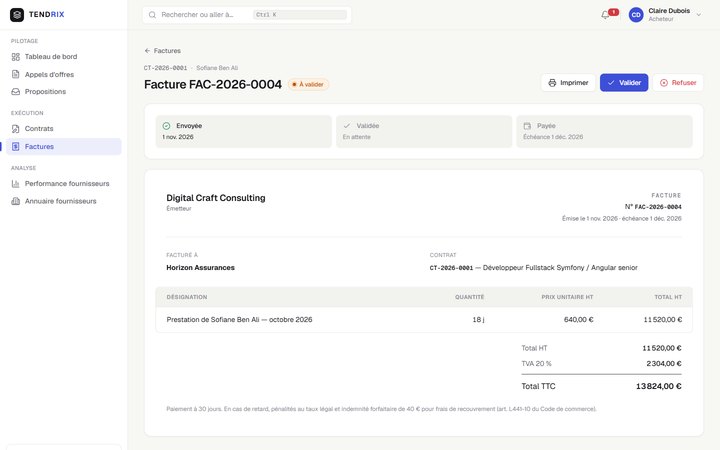 TENDRIX
Rechercher ou aller à...
Ctrl K
Claire Dubois
CD
Acheteur
PILOTAGE
Tableau de bord
Appels d'offres
Propositions
EXÉCUTION
Contrats
Factures
ANALYSE
Performance fournisseurs
Annuaire fournisseurs
← Factures
CT-2026-0001 · Sofiane Ben Ali
Facture FAC-2026-0004
À valider
Imprimer
Valider
Refuser
Envoyée
1 nov. 2026
Validée
En attente
Payée
Échéance 1 déc. 2026
Digital Craft Consulting
Émetteur
FACTURE
N° FAC-2026-0004
Émise le 1 nov. 2026 · échéance 1 déc. 2026
FACTURÉ À
Horizon Assurances
CONTRAT
CT-2026-0001 — Développeur Fullstack Symfony / Angular senior
DÉSIGNATION QUANTITÉ PRIX UNITAIRE HT TOTAL HT
Prestation de Sofiane Ben Ali — octobre 2026 18 j 640,00 € 11 520,00 €
Total HT 11 520,00 €
TVA 20 % 2 304,00 €
Total TTC 13 824,00 €
Paiement à 30 jours. En cas de retard, pénalités au taux légal et indemnité forfaitaire de 40 € pour frais de recouvrement (art. L441-10 du Code de commerce).